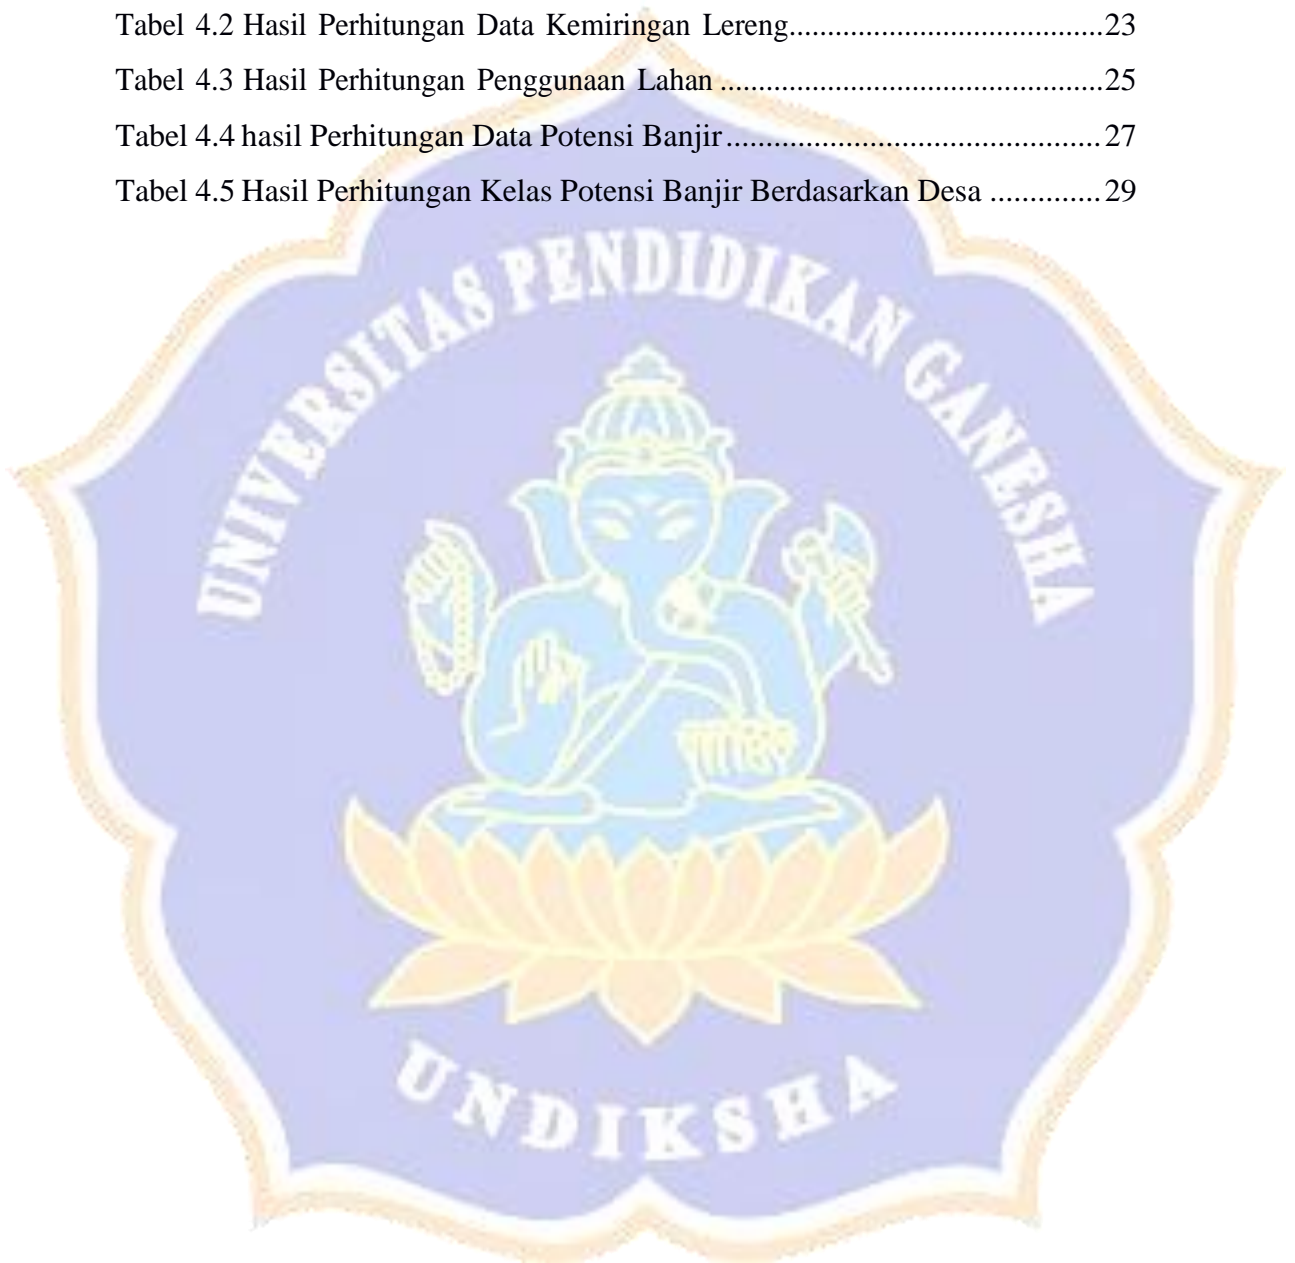 Tabel 4.2 Hasil Perhitungan Data Kemiringan Lereng....................................23
Tabel 4.3 Hasil Perhitungan Penggunaan Lahan ............................................25
Tabel 4.4 hasil Perhitungan Data Potensi Banjir ...........................................27
Tabel 4.5 Hasil Perhitungan Kelas Potensi Banjir Berdasarkan Desa ..............29
UNIVERSITAS PENDIDIKAN GANESHA
UNDIKSHA